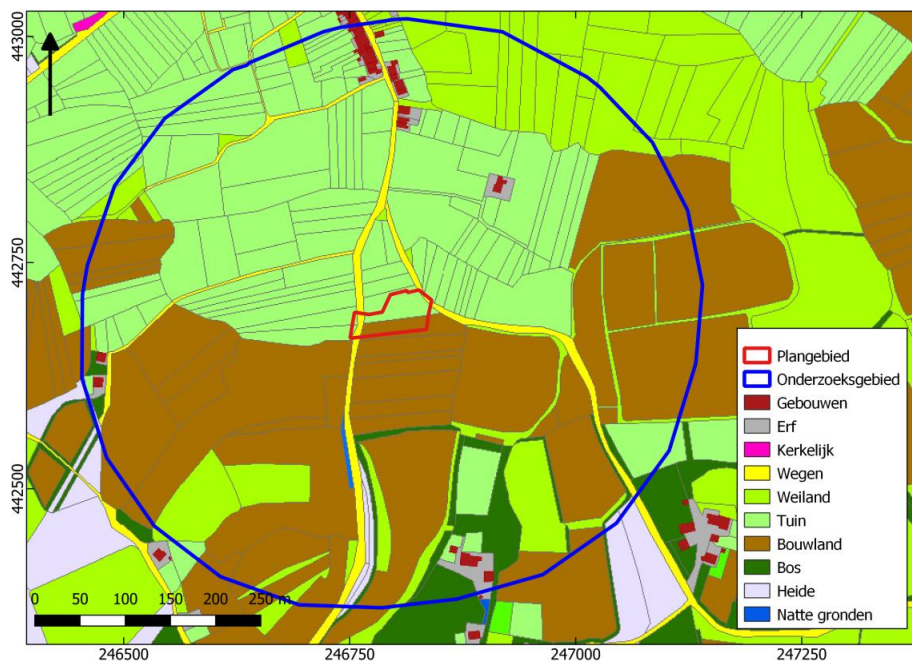 443000
442750
442500
Plangebied
Onderzoeksgebied
Gebouwen
Erf
Kerkelijk
Wegen
Weiland
Tuin
Bouwland
Bos
Heide
Natte gronden
0 50 100 150 200 250 m
246500 246750 247000 247250